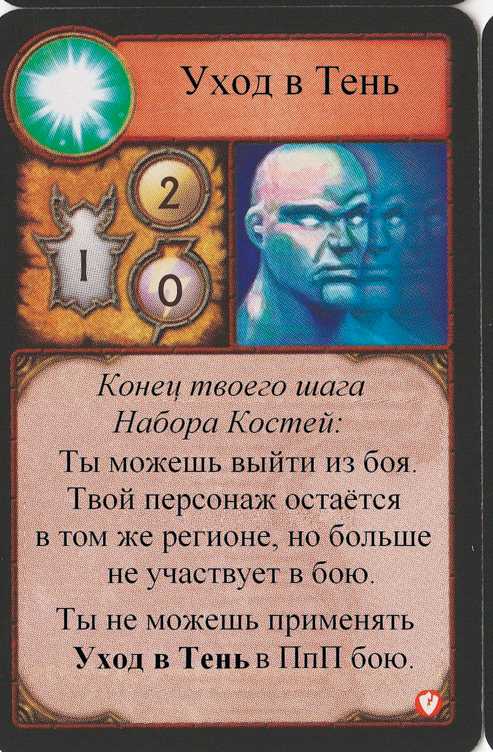 Уход в Тень
2
1
0
Конец твоего шага
Набора Костей:
Ты можешь выйти из боя.
Твой персонаж остаётся
в том же регионе, но больше
не участвует в бою.
Ты не можешь применять
Уход в Тень в ПпП бою.